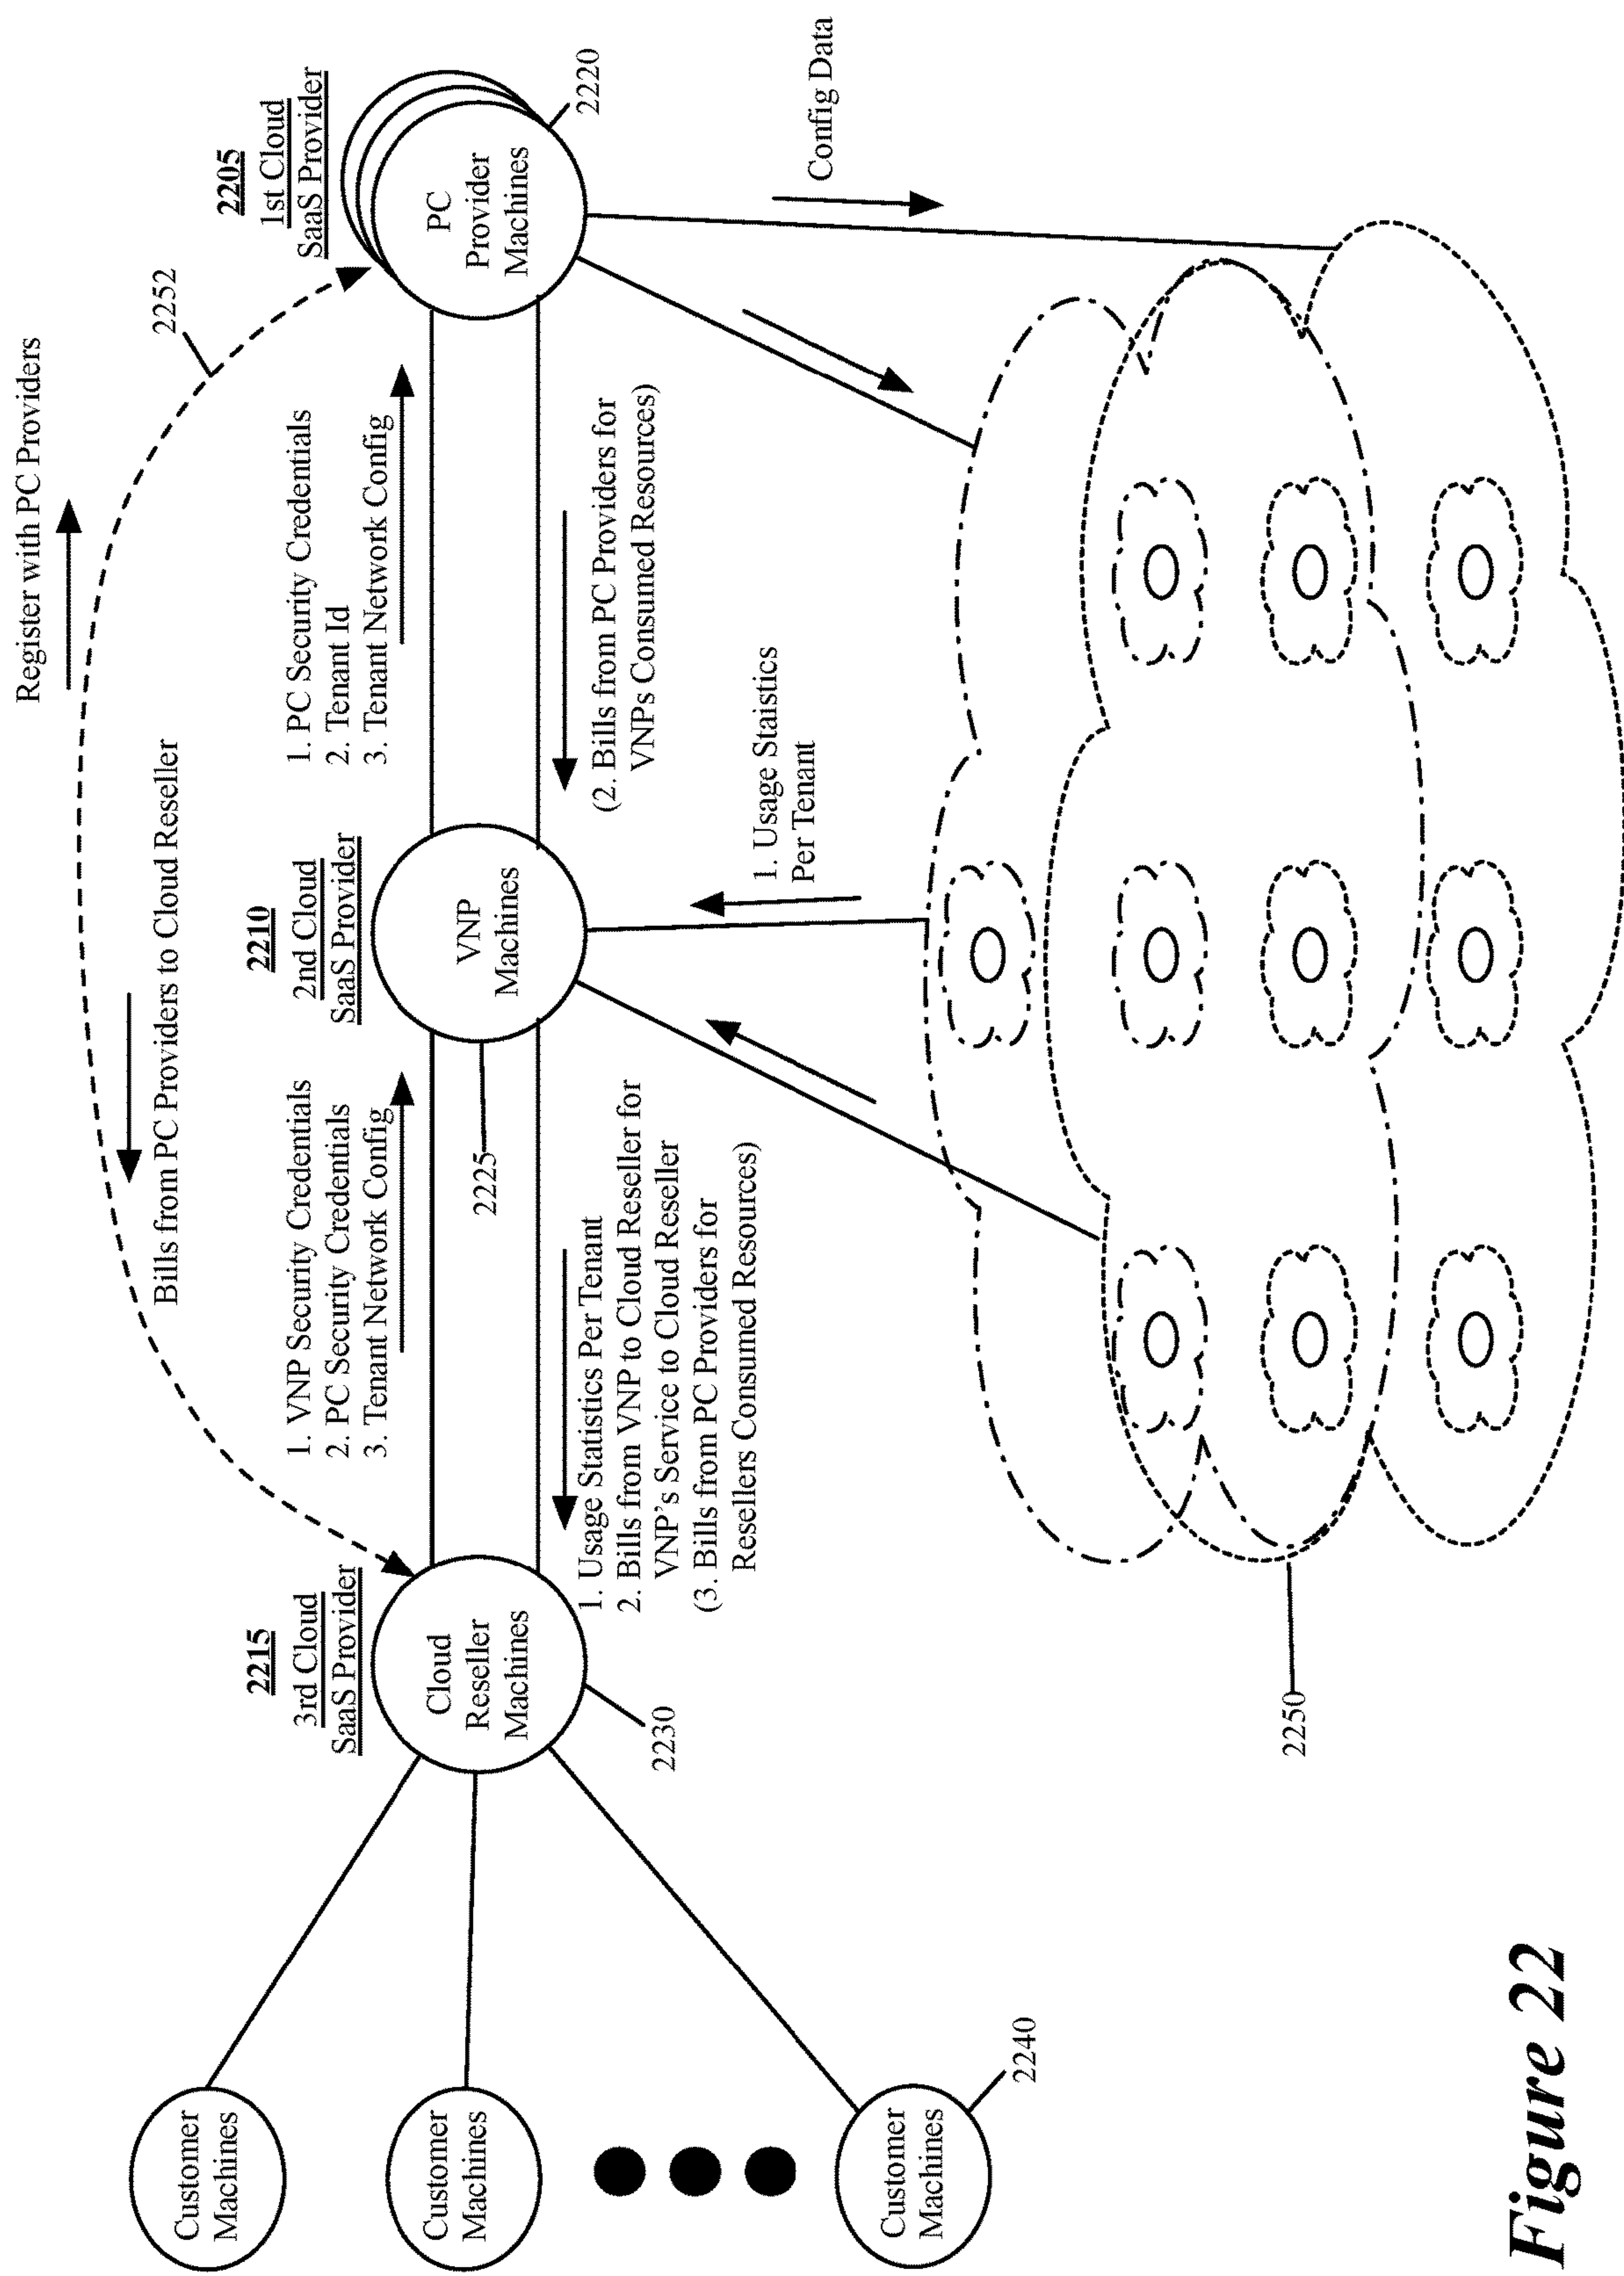 Register with PC Providers
2252
Bills from PC Providers to Cloud Reseller
2215
3rd Cloud
SaaS Provider
2210
2nd Cloud
SaaS Provider
2205
1st Cloud
SaaS Provider
1. VNP Security Credentials
2. PC Security Credentials
3. Tenant Network Config
1. PC Security Credentials
2. Tenant Id
3. Tenant Network Config
Customer
Machines
Customer
Machines
Customer
Machines
2240
Cloud
Reseller
Machines
2230
VNP
Machines
2225
PC
Provider
Machines
2220
1. Usage Statistics Per Tenant
2. Bills from VNP to Cloud Reseller for
VNP's Service to Cloud Reseller
(3. Bills from PC Providers for
Resellers Consumed Resources)
(2. Bills from PC Providers for
VNPs Consumed Resources)
1. Usage Staistics
Per Tenant
Config Data
2250
Figure 22